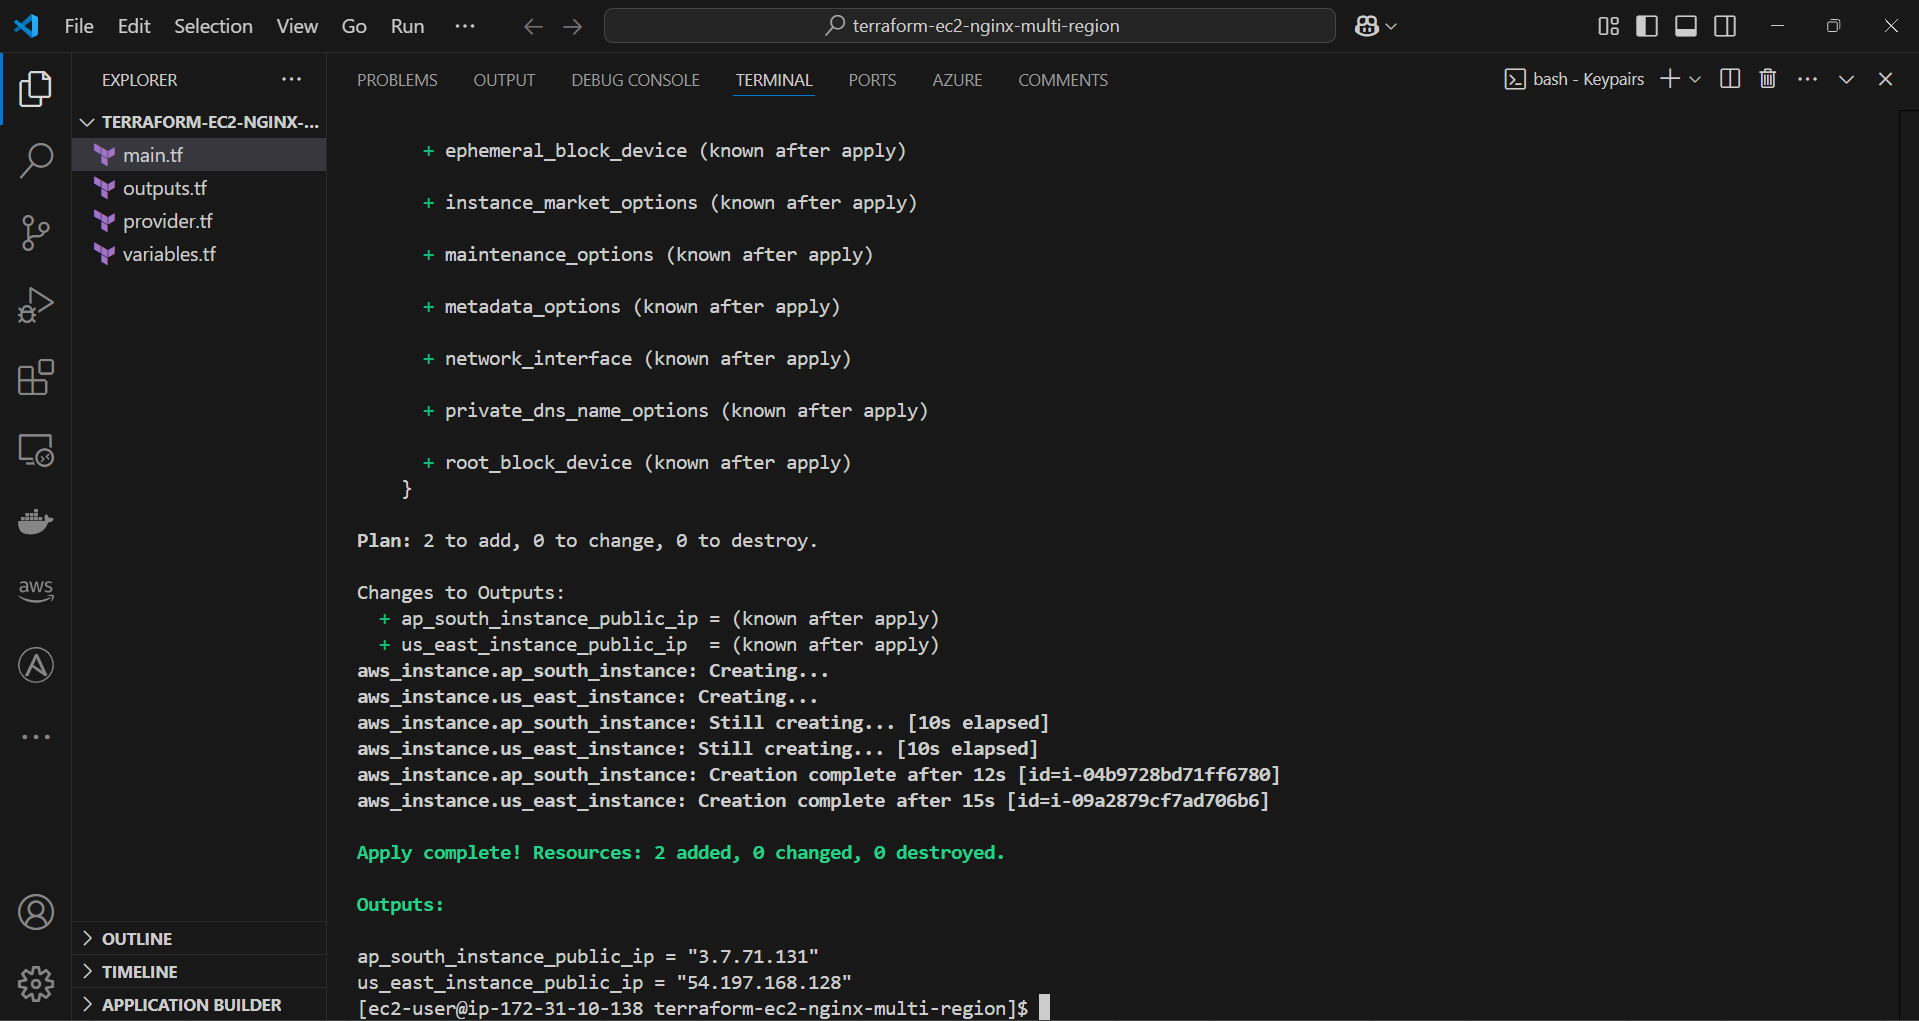 File Edit Selection View Go Run ···
terraform-ec2-nginx-multi-region
EXPLORER ···
PROBLEMS OUTPUT DEBUG CONSOLE TERMINAL PORTS AZURE COMMENTS
bash - Keypairs
TERRAFORM-EC2-NGINX-...
main.tf
outputs.tf
provider.tf
variables.tf
aws
OUTLINE
TIMELINE
APPLICATION BUILDER
+ ephemeral_block_device (known after apply)
+ instance_market_options (known after apply)
+ maintenance_options (known after apply)
+ metadata_options (known after apply)
+ network_interface (known after apply)
+ private_dns_name_options (known after apply)
+ root_block_device (known after apply)
}
Plan: 2 to add, 0 to change, 0 to destroy.
Changes to Outputs:
+ ap_south_instance_public_ip = (known after apply)
+ us_east_instance_public_ip  = (known after apply)
aws_instance.ap_south_instance: Creating...
aws_instance.us_east_instance: Creating...
aws_instance.ap_south_instance: Still creating... [10s elapsed]
aws_instance.us_east_instance: Still creating... [10s elapsed]
aws_instance.ap_south_instance: Creation complete after 12s [id=i-04b9728bd71ff6780]
aws_instance.us_east_instance: Creation complete after 15s [id=i-09a2879cf7ad706b6]
Apply complete! Resources: 2 added, 0 changed, 0 destroyed.
Outputs:
ap_south_instance_public_ip = "3.7.71.131"
us_east_instance_public_ip = "54.197.168.128"
[ec2-user@ip-172-31-10-138 terraform-ec2-nginx-multi-region]$